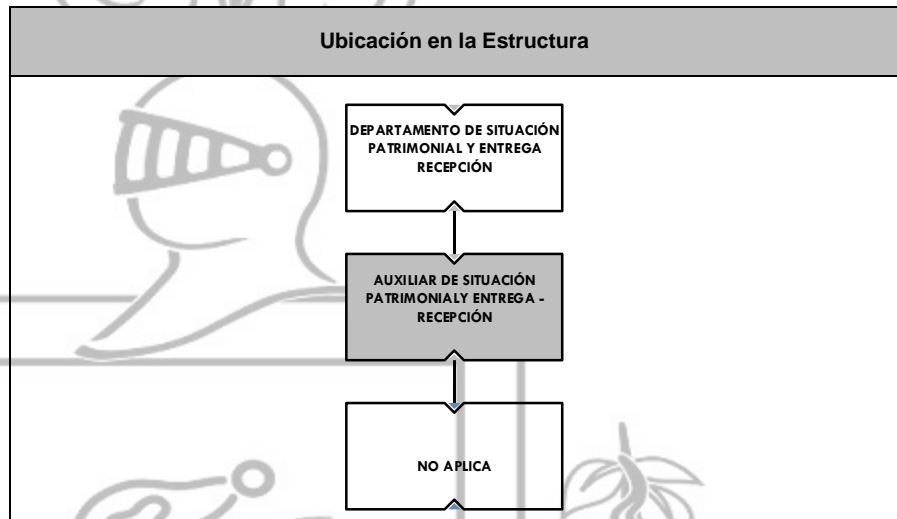 Ubicación en la Estructura
DEPARTAMENTO DE SITUACIÓN
PATRIMONIAL Y ENTREGA
RECEPCIÓN
AUXILIAR DE SITUACIÓN
PATRIMONIALY ENTREGA -
RECEPCIÓN
NO APLICA